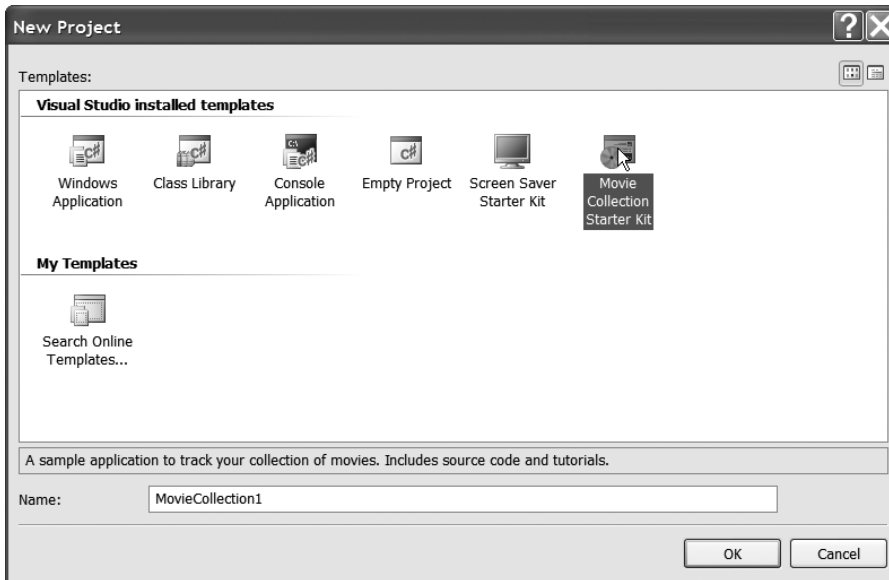 New Project
Templates:
Visual Studio installed templates
Windows
Application
Class Library
Console
Application
Empty Project
Screen Saver
Starter Kit
Movie
Collection
Starter Kit
My Templates
Search Online
Templates...
A sample application to track your collection of movies. Includes source code and tutorials.
Name:
MovieCollection1
OK
Cancel